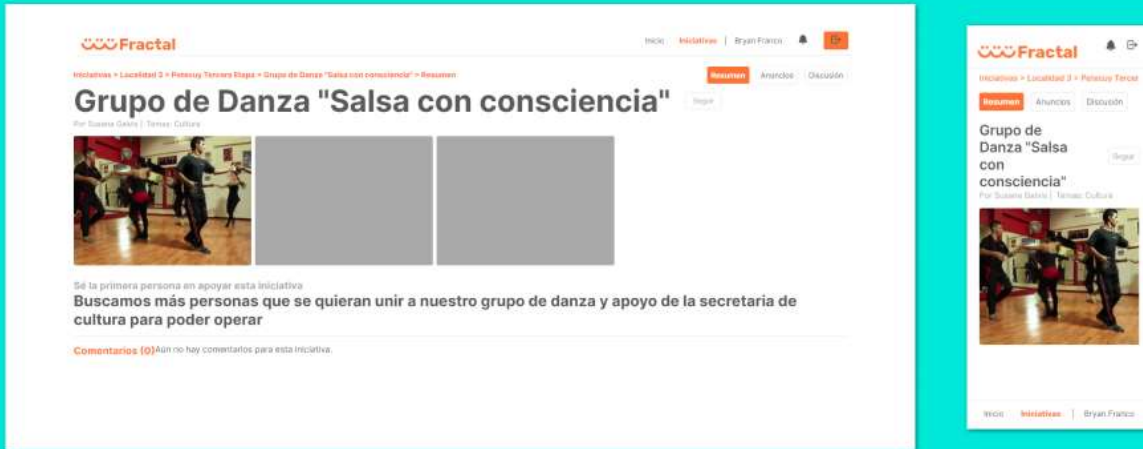 Fractal
Inicio Iniciativas | Bryan Franco
Iniciativas > Localidad 3 > Petecuy Tercera Etapa > Grupo de Danza "Salsa con consciencia" > Resumen
Resumen Anuncios Discusión
Grupo de Danza "Salsa con consciencia" Seguir
Por Susana Gelvis | Temas: Cultura
Sé la primera persona en apoyar esta iniciativa
Buscamos más personas que se quieran unir a nuestro grupo de danza y apoyo de la secretaria de
cultura para poder operar
Comentarios (0) Aún no hay comentarios para esta iniciativa.
Fractal
Iniciativas > Localidad 3 > Petecuy Tercer
Resumen Anuncios Discusión
Grupo de
Danza "Salsa
con
consciencia"
Seguir
Por Susana Gelvis | Temas: Cultura
Inicio Iniciativas | Bryan Franco